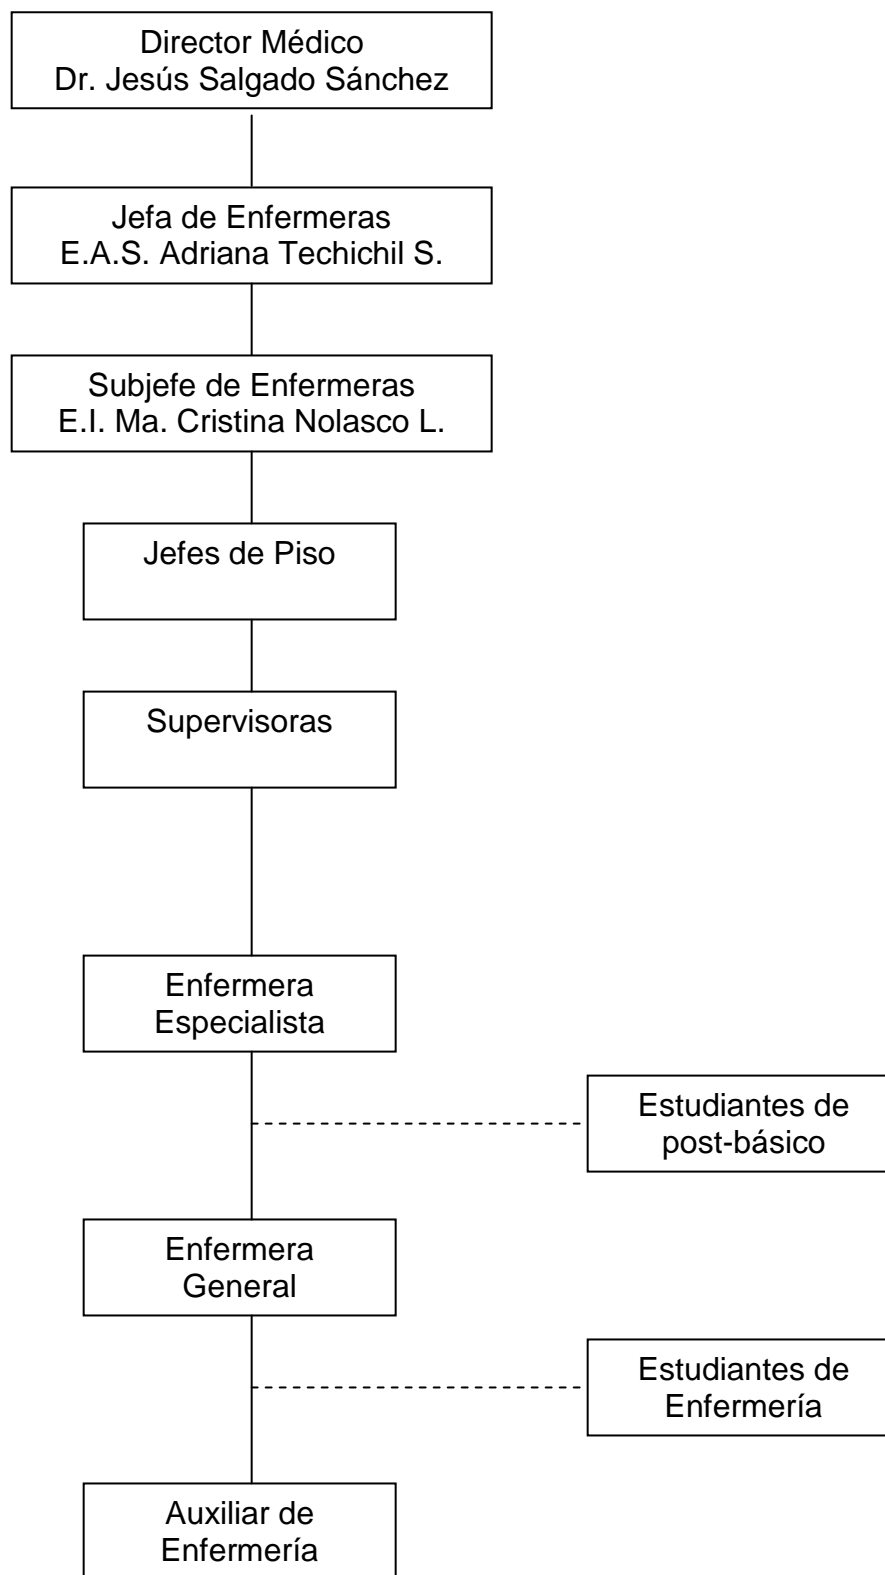 Director Médico
Dr. Jesús Salgado Sánchez
Jefa de Enfermeras
E.A.S. Adriana Techichil S.
Subjefe de Enfermeras
E.I. Ma. Cristina Nolasco L.
Jefes de Piso
Supervisoras
Enfermera
Especialista
Estudiantes de
post-básico
Enfermera
General
Estudiantes de
Enfermería
Auxiliar de
Enfermería